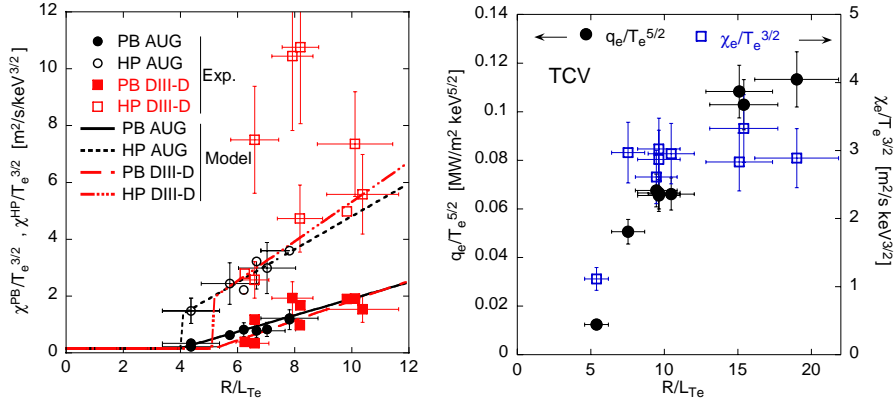 PB AUG
HP AUG
PB DIII-D
HP DIII-D
Exp.
PB AUG
HP AUG
PB DIII-D
HP DIII-D
Model
χ^PB/T_e^3/2 , χ^HP/T_e^3/2 [m²/s/keV^3/2]
12
10
8
6
4
2
0
0 2 4 6 8 10 12
R/L_Te
q_e/T_e^5/2
χ_e/T_e^3/2
TCV
q_e/T_e^5/2 [MW/m² keV^5/2]
0.14
0.12
0.1
0.08
0.06
0.04
0.02
0
0 5 10 15 20
R/L_Te
5
4
3
2
1
0
χ_e/T_e^3/2 [m²/s/keV^3/2]